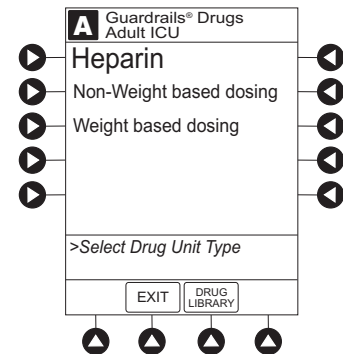 A
Guardrails® Drugs
Adult ICU
Heparin
Non-Weight based dosing
Weight based dosing
>Select Drug Unit Type
EXIT
DRUG
LIBRARY